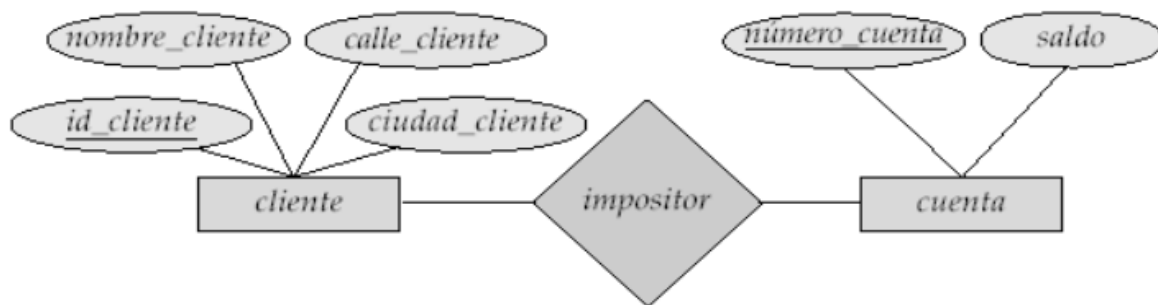 nombre_cliente
calle_cliente
número_cuenta
saldo
id_cliente
ciudad_cliente
cliente
impositor
cuenta